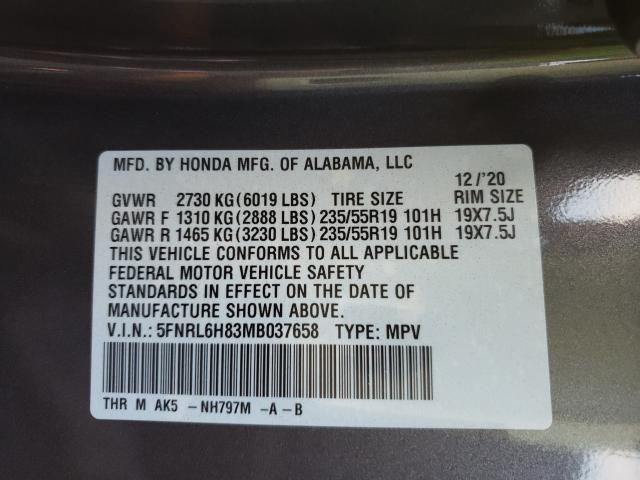 MFD. BY HONDA MFG. OF ALABAMA, LLC
12/'20
GVWR 2730 KG(6019 LBS) TIRE SIZE RIM SIZE
GAWR F 1310 KG(2888 LBS)235/55R19 101H 19X7.5J
GAWR R 1465 KG(3230 LBS)235/55R19 101H 19X7.5J
THIS VEHICLE CONFORMS TO ALL APPLICABLE
FEDERAL MOTOR VEHICLE SAFETY
STANDARDS IN EFFECT ON THE DATE OF
MANUFACTURE SHOWN ABOVE.
V.I.N.: 5FNRL6H83MB037658 TYPE: MPV
THR M AK5 -NH797M -A-B